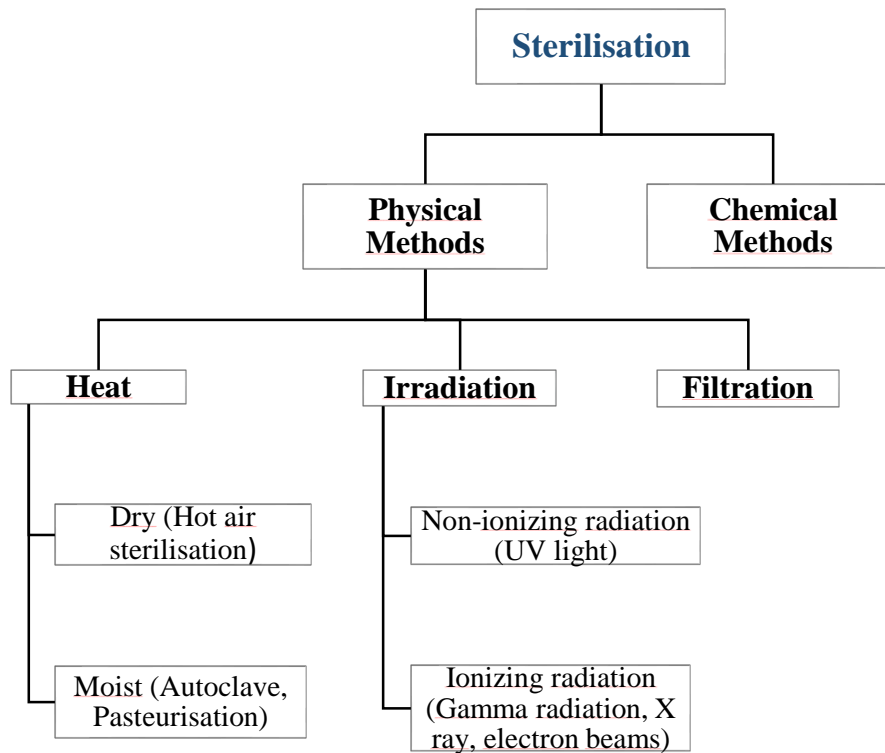 Sterilisation
Physical
Methods
Chemical
Methods
Heat
Irradiation
Filtration
Dry (Hot air
sterilisation)
Non-ionizing radiation
(UV light)
Moist (Autoclave,
Pasteurisation)
Ionizing radiation
(Gamma radiation, X
ray, electron beams)